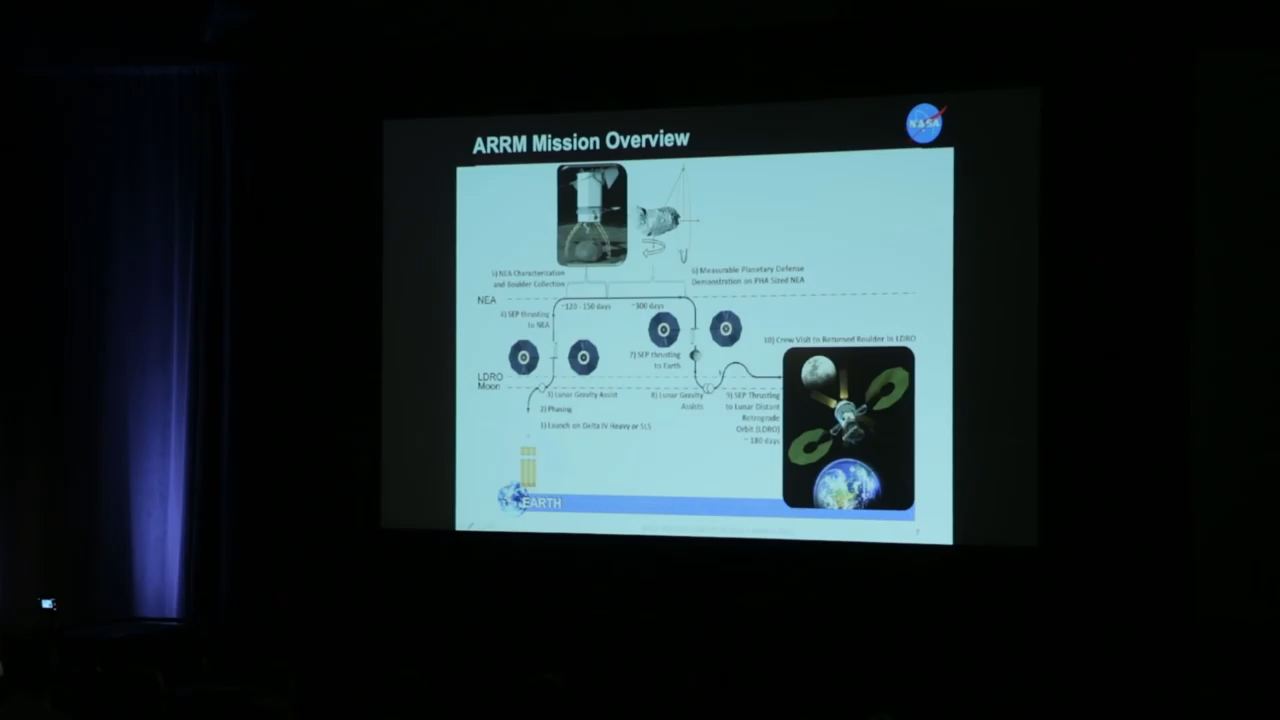 ARRM Mission Overview
NASA
5) NEA Characterization
and Boulder Collection
6) Measurable Planetary Defense
Demonstration on PHA Sized NEA
NEA
~120 - 150 days
~300 days
4) SEP thrusting
to NEA
10) Crew Visit to Returned Boulder in LDRO
7) SEP thrusting
to Earth
LDRO
Moon
3) Lunar Gravity Assist
8) Lunar Gravity
Assists
9) SEP Thrusting
to Lunar Distant
Retrograde
Orbit (LDRO)
~ 180 days
2) Phasing
1) Launch on Delta IV Heavy or SLS
EARTH
7